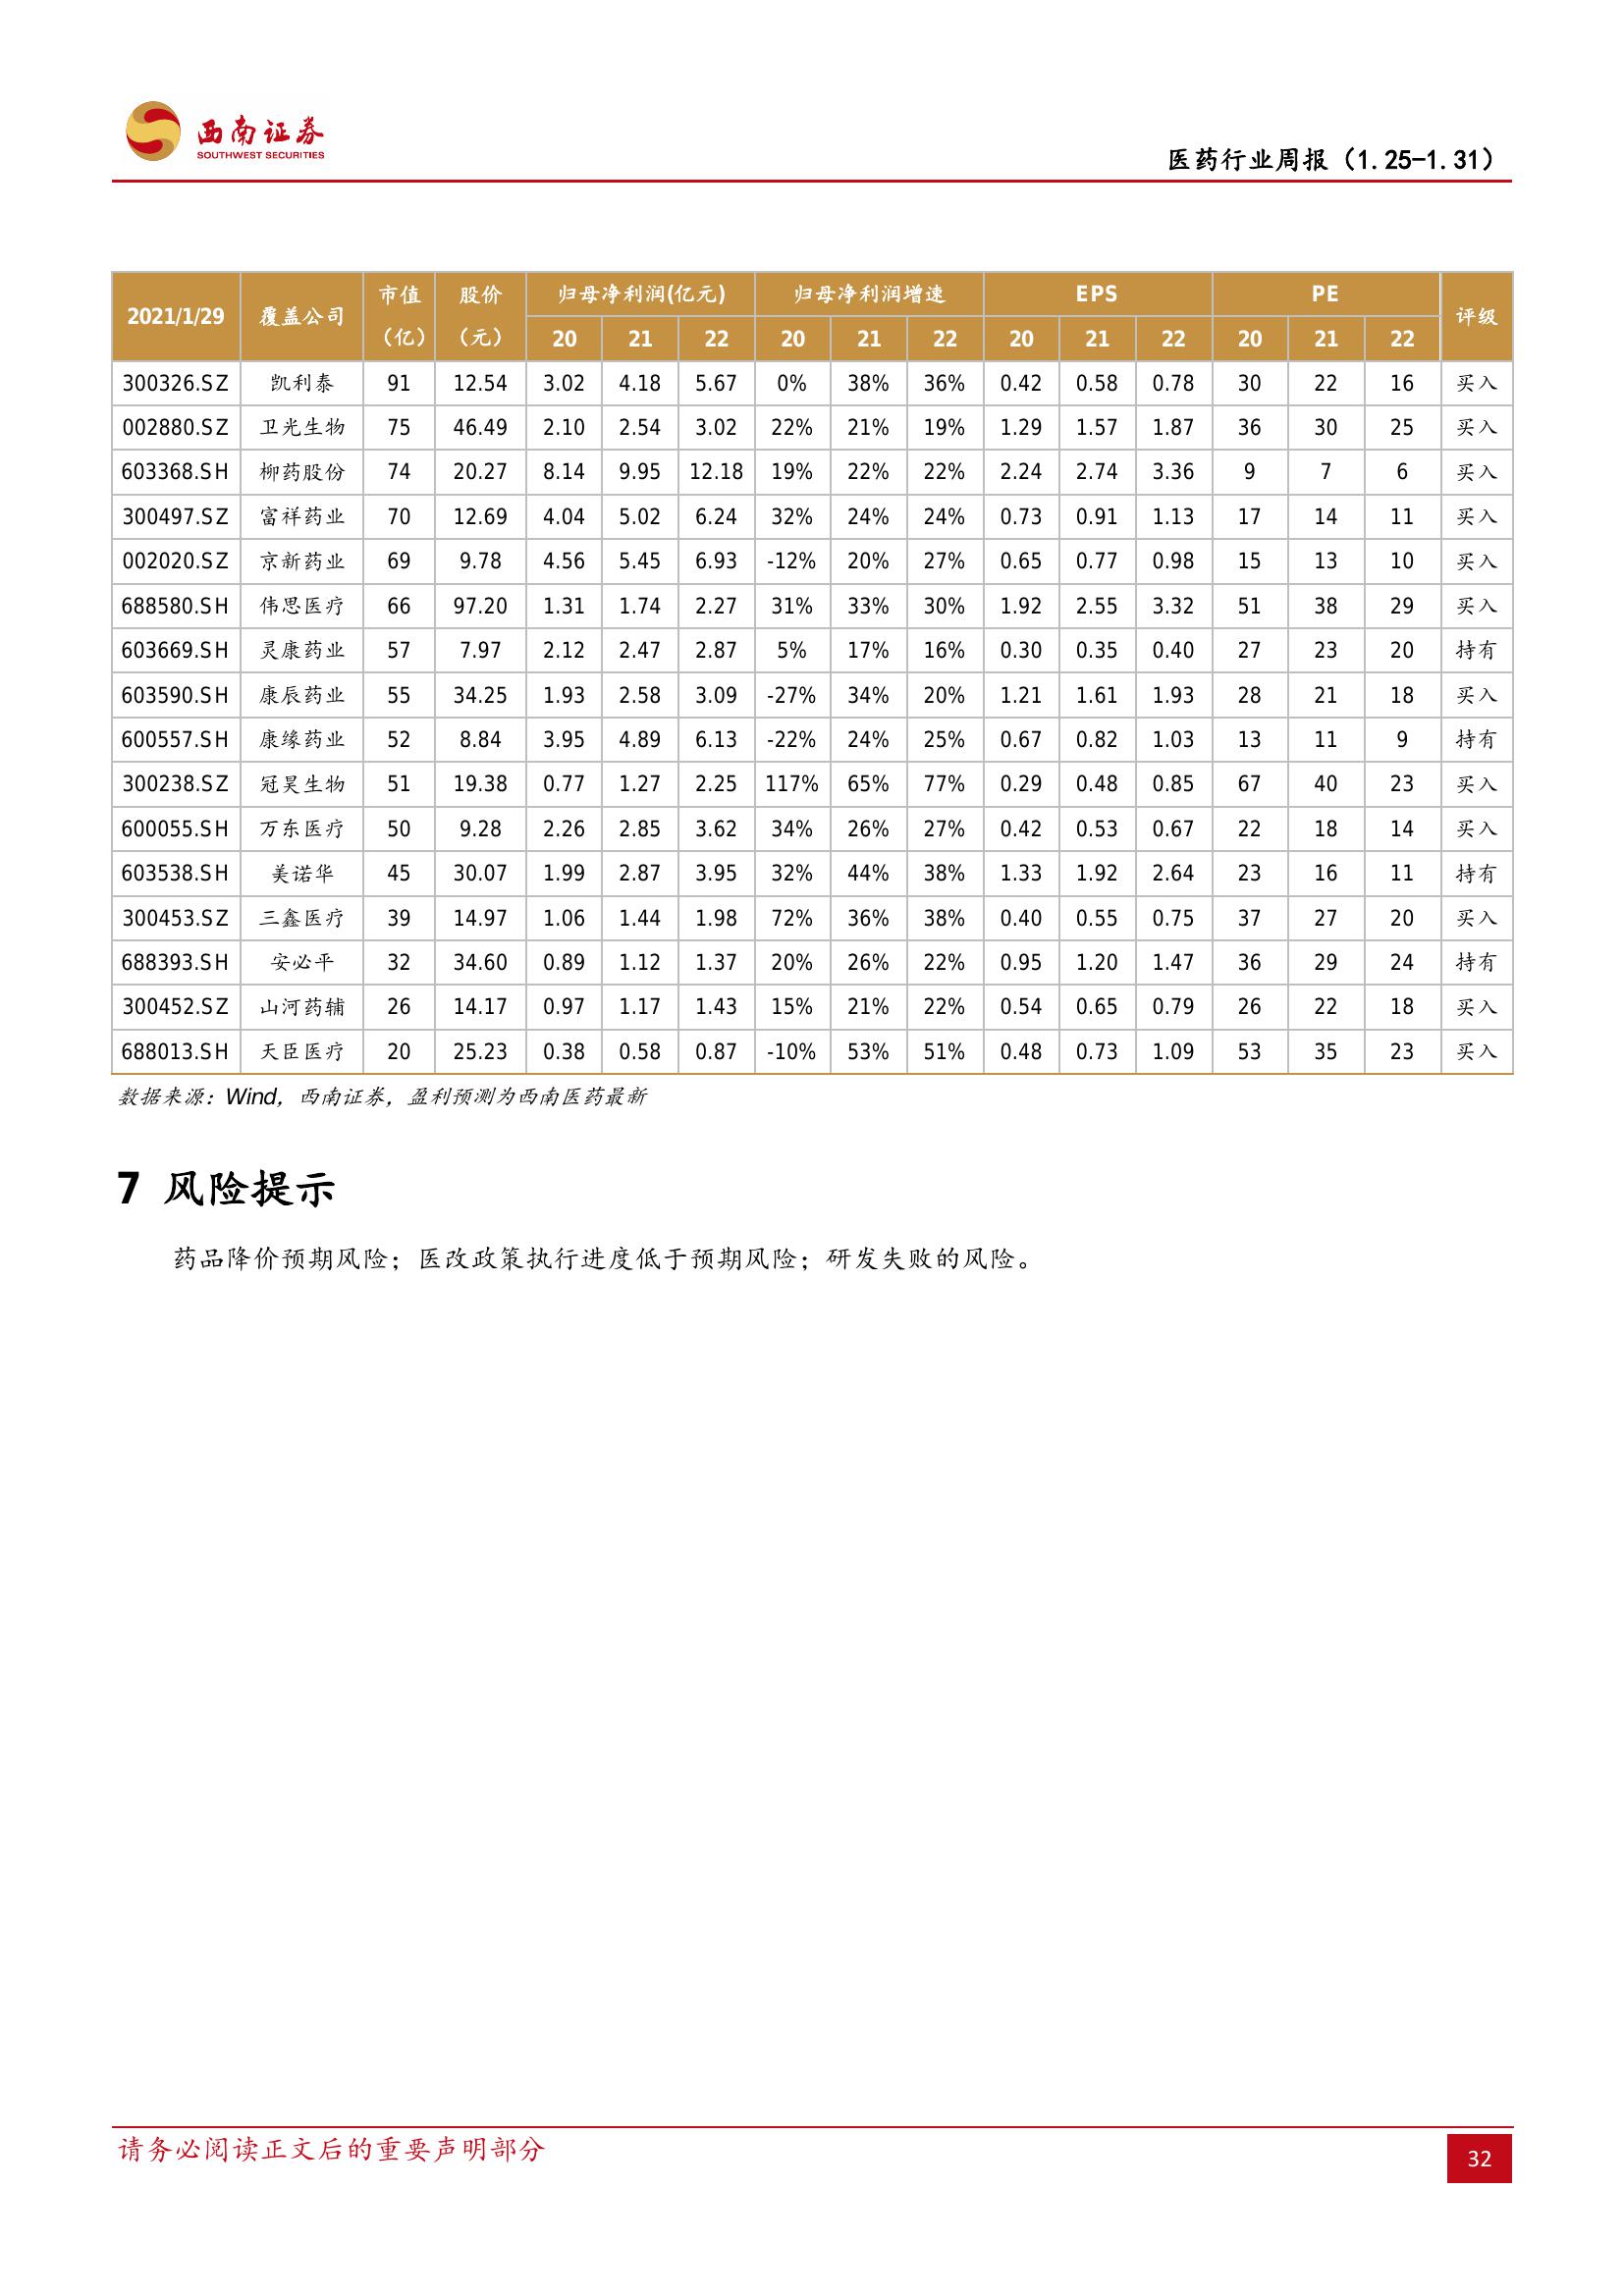 西南证券
SOUTHWEST SECURITIES
医药行业周报（1.25-1.31）
2021/1/29 覆盖公司 市值（亿） 股价（元） 归母净利润(亿元) 归母净利润增速 EPS PE 评级
20 21 22 20 21 22 20 21 22 20 21 22
300326.SZ 凯利泰 91 12.54 3.02 4.18 5.67 0% 38% 36% 0.42 0.58 0.78 30 22 16 买入
002880.SZ 卫光生物 75 46.49 2.10 2.54 3.02 22% 21% 19% 1.29 1.57 1.87 36 30 25 买入
603368.SH 柳药股份 74 20.27 8.14 9.95 12.18 19% 22% 22% 2.24 2.74 3.36 9 7 6 买入
300497.SZ 富祥药业 70 12.69 4.04 5.02 6.24 32% 24% 24% 0.73 0.91 1.13 17 14 11 买入
002020.SZ 京新药业 69 9.78 4.56 5.45 6.93 -12% 20% 27% 0.65 0.77 0.98 15 13 10 买入
688580.SH 伟思医疗 66 97.20 1.31 1.74 2.27 31% 33% 30% 1.92 2.55 3.32 51 38 29 买入
603669.SH 灵康药业 57 7.97 2.12 2.47 2.87 5% 17% 16% 0.30 0.35 0.40 27 23 20 持有
603590.SH 康辰药业 55 34.25 1.93 2.58 3.09 -27% 34% 20% 1.21 1.61 1.93 28 21 18 买入
600557.SH 康缘药业 52 8.84 3.95 4.89 6.13 -22% 24% 25% 0.67 0.82 1.03 13 11 9 持有
300238.SZ 冠昊生物 51 19.38 0.77 1.27 2.25 117% 65% 77% 0.29 0.48 0.85 67 40 23 买入
600055.SH 万东医疗 50 9.28 2.26 2.85 3.62 34% 26% 27% 0.42 0.53 0.67 22 18 14 买入
603538.SH 美诺华 45 30.07 1.99 2.87 3.95 32% 44% 38% 1.33 1.92 2.64 23 16 11 持有
300453.SZ 三鑫医疗 39 14.97 1.06 1.44 1.98 72% 36% 38% 0.40 0.55 0.75 37 27 20 买入
688393.SH 安必平 32 34.60 0.89 1.12 1.37 20% 26% 22% 0.95 1.20 1.47 36 29 24 持有
300452.SZ 山河药辅 26 14.17 0.97 1.17 1.43 15% 21% 22% 0.54 0.65 0.79 26 22 18 买入
688013.SH 天臣医疗 20 25.23 0.38 0.58 0.87 -10% 53% 51% 0.48 0.73 1.09 53 35 23 买入
数据来源：Wind，西南证券，盈利预测为西南医药最新
7 风险提示
药品降价预期风险；医改政策执行进度低于预期风险；研发失败的风险。
请务必阅读正文后的重要声明部分
32